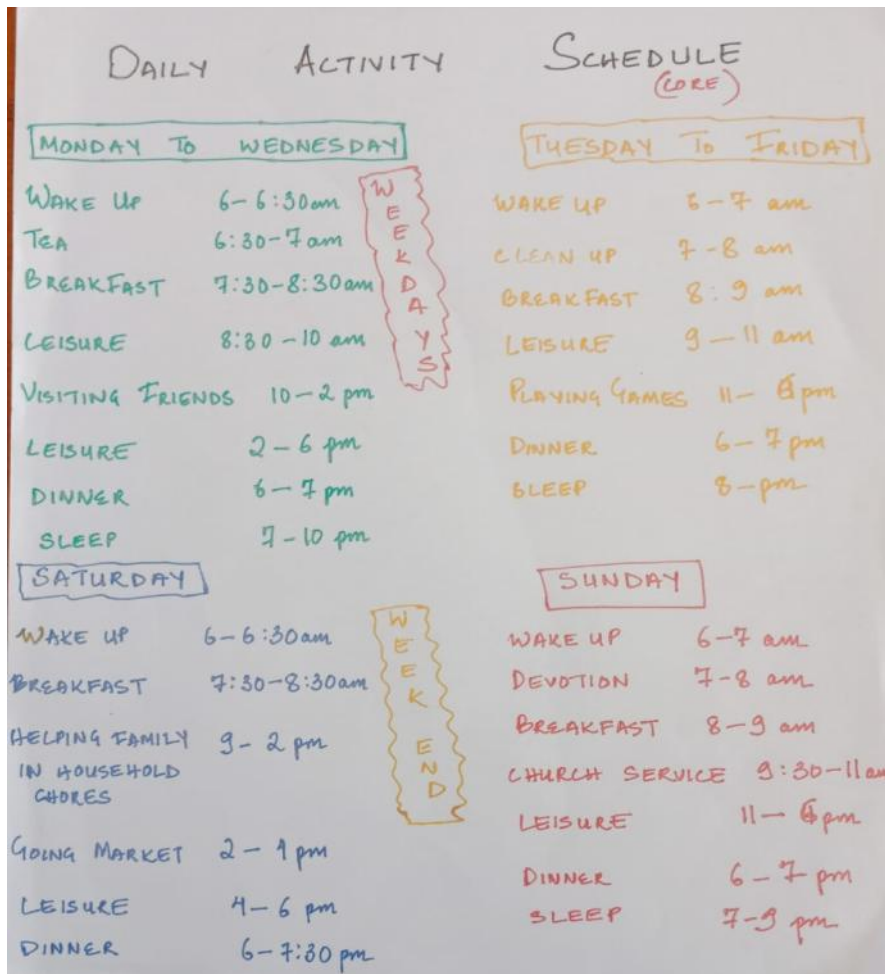 DAILY ACTIVITY SCHEDULE
(CORE)
MONDAY TO WEDNESDAY
WAKE UP 6-6:30am
TEA 6:30-7am
BREAKFAST 7:30-8:30am
LEISURE 8:30-10 am
VISITING FRIENDS 10-2 pm
LEISURE 2-6 pm
DINNER 6-7 pm
SLEEP 7-10 pm
WEEKDAYS
TUESDAY TO FRIDAY
WAKE UP 6-7 am
CLEAN UP 7-8 am
BREAKFAST 8:9 am
LEISURE 9-11 am
PLAYING GAMES 11- 6pm
DINNER 6-7 pm
SLEEP 8-pm
SATURDAY
WAKE UP 6-6:30am
BREAKFAST 7:30-8:30am
HELPING FAMILY 9-2 pm
IN HOUSEHOLD
CHORES
GOING MARKET 2- pm
LEISURE 4-6 pm
DINNER 6-7:30 pm
WEEK END
SUNDAY
WAKE UP 6-7 am
DEVOTION 7-8 am
BREAKFAST 8-9 am
CHURCH SERVICE 9:30-11am
LEISURE 11- 6pm
DINNER 6-7 pm
SLEEP 7-9 pm